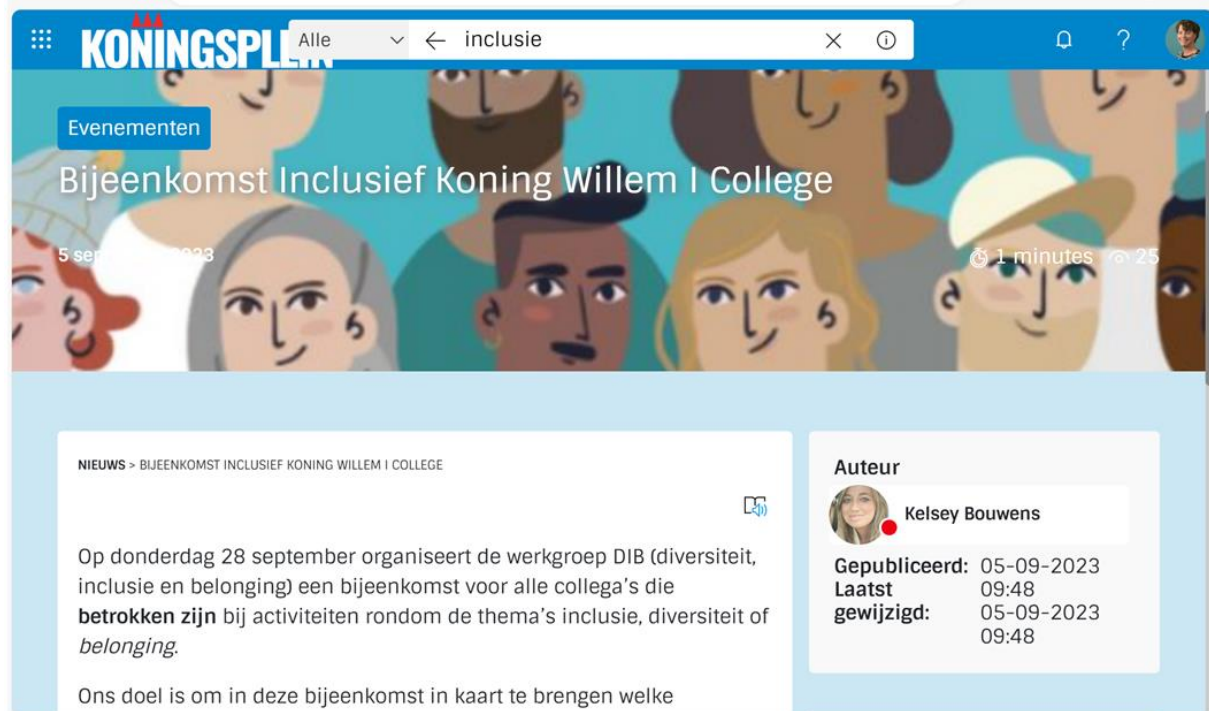 KONINGSPLEIN
Alle
inclusie
Evenementen
Bijeenkomst Inclusief Koning Willem I College
5 september 2023
1 minutes 25
NIEUWS > BIJEENKOMST INCLUSIEF KONING WILLEM I COLLEGE
Op donderdag 28 september organiseert de werkgroep DIB (diversiteit,
inclusie en belonging) een bijeenkomst voor alle collega's die
betrokken zijn bij activiteiten rondom de thema's inclusie, diversiteit of
belonging.
Ons doel is om in deze bijeenkomst in kaart te brengen welke
Auteur
Kelsey Bouwens
Gepubliceerd: 05-09-2023
Laatst 09:48
gewijzigd: 05-09-2023
09:48